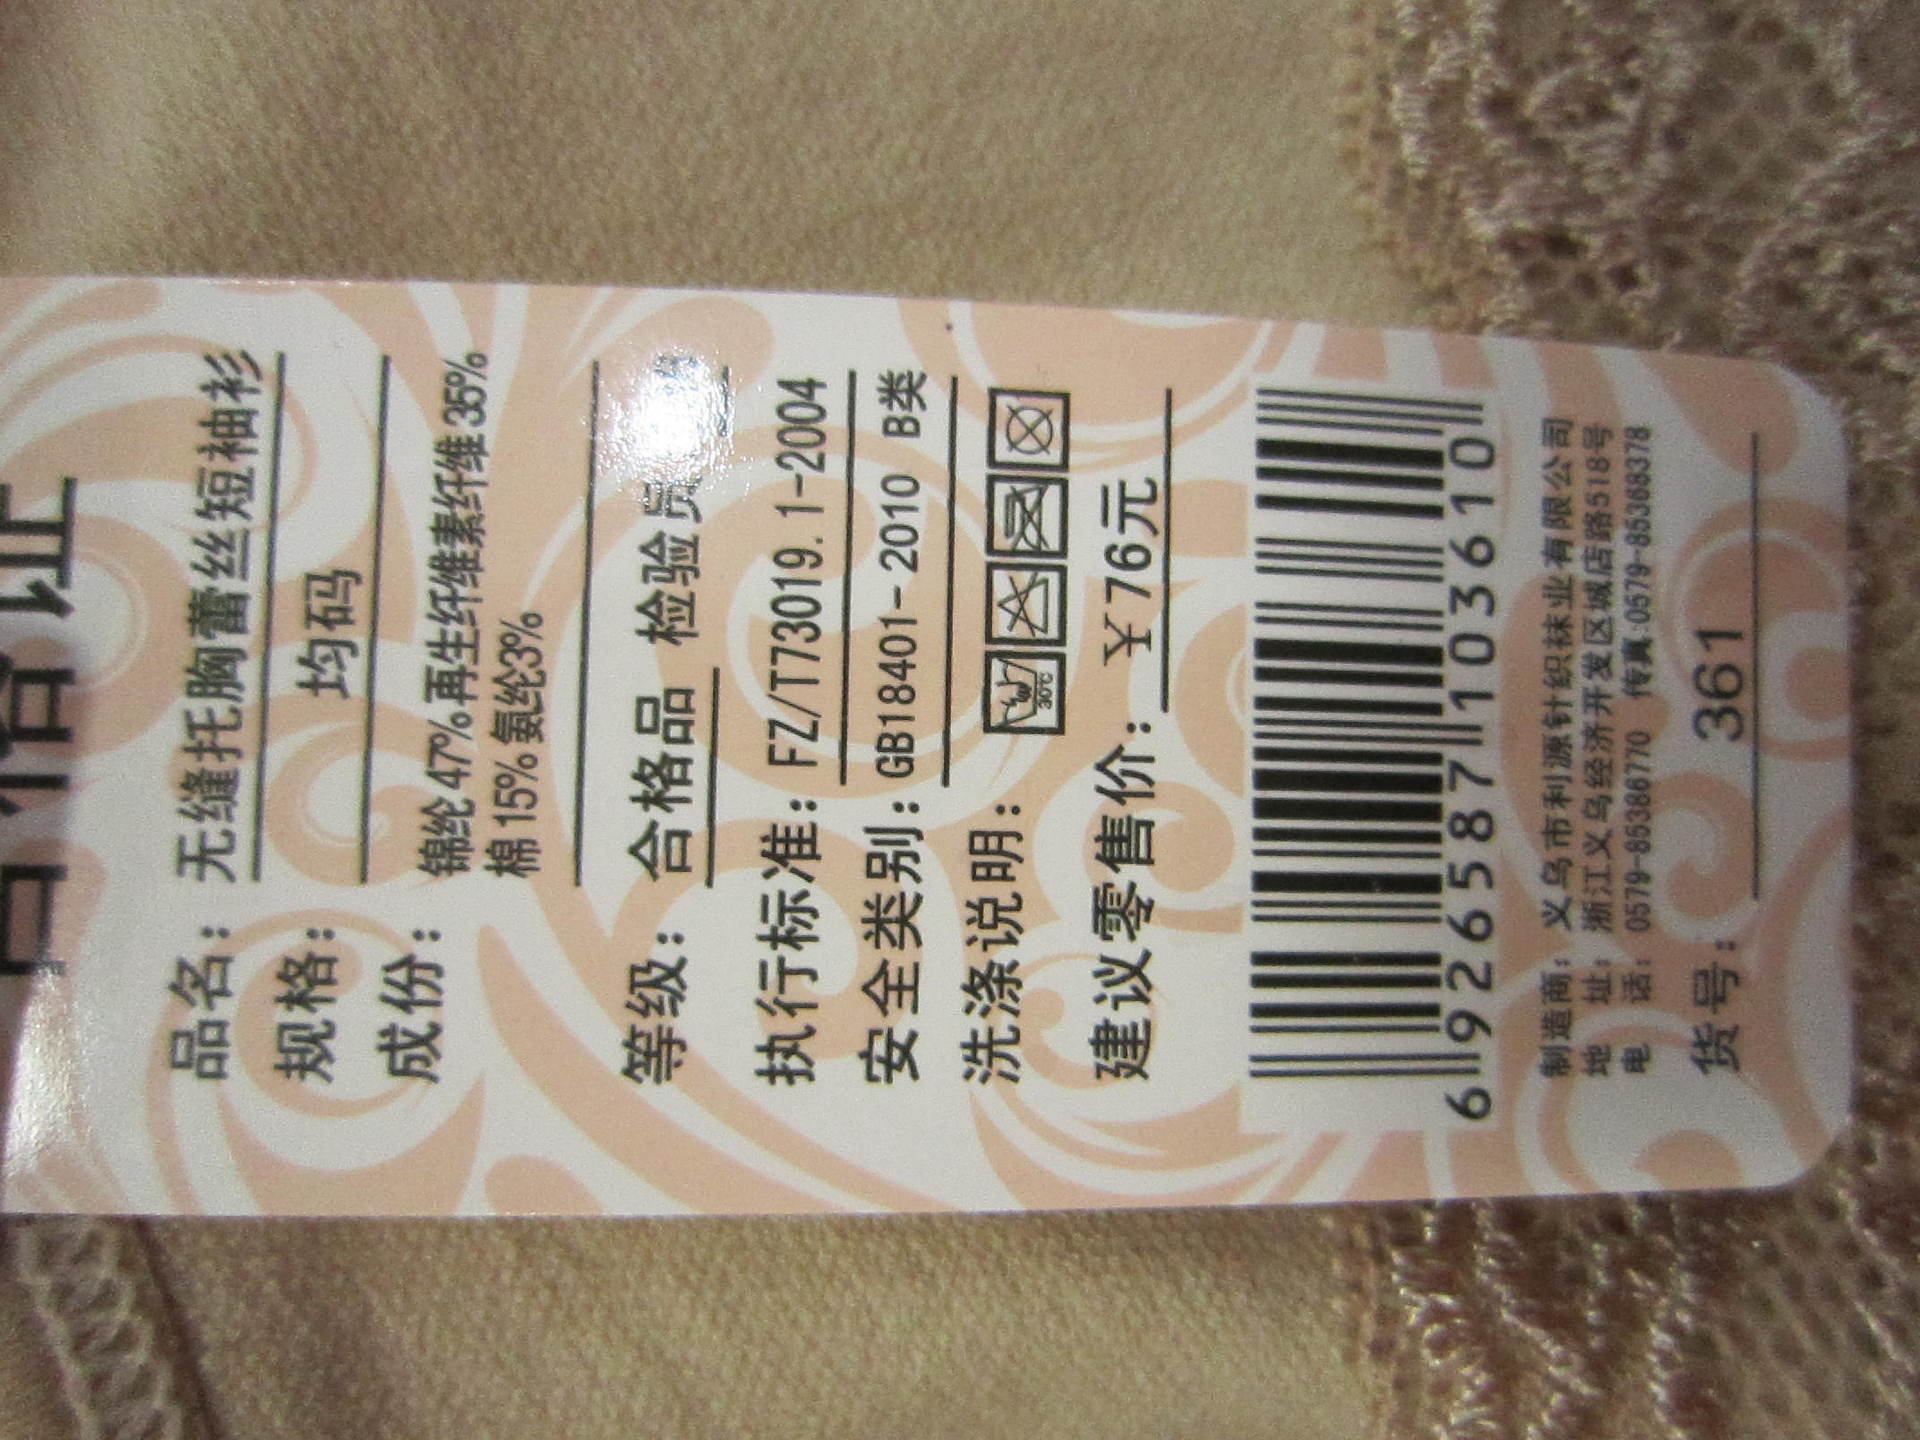 合格证
品名：无缝托胸蕾丝短袖衫
规格：均码
成份：锦纶47%再生纤维素纤维35%
棉15%氨纶3%
等级：合格品 检验员
执行标准：FZ/T73019.1-2004
安全类别：GB18401-2010 B类
洗涤说明：
30℃
建议零售价：￥76元
6926587103610
制造商：义乌市利源针织袜业有限公司
地 址：浙江义乌经济开发区城店路518号
电 话：0579-85386770 传真:0579-85368378
货号：361